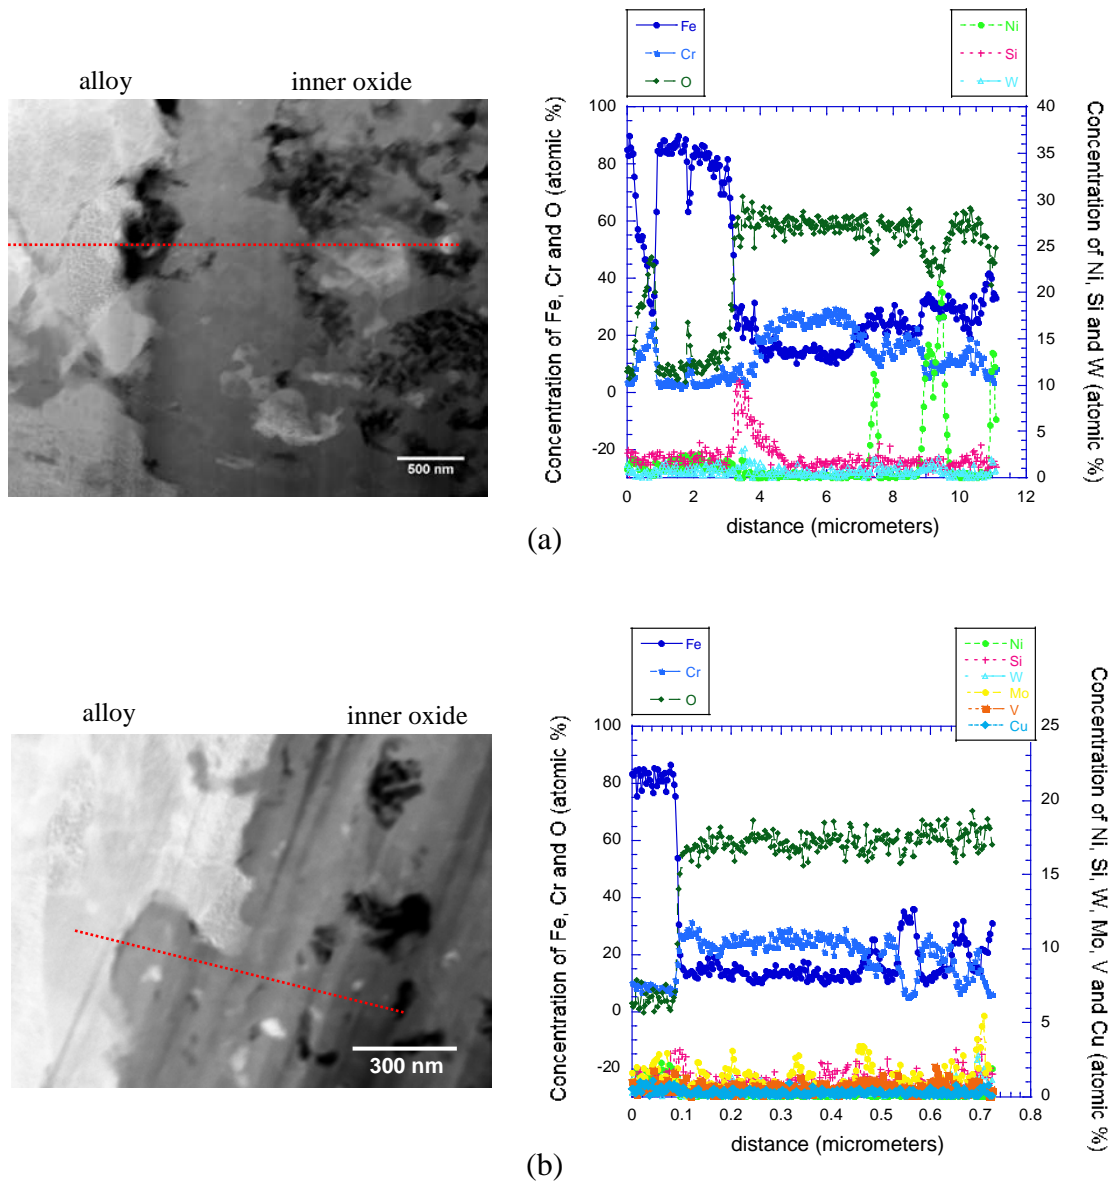 alloy
inner oxide
500 nm
Fe
Cr
O
Ni
Si
W
100
80
60
40
20
0
-20
40
35
30
25
20
15
10
5
0
0 2 4 6 8 10 12
distance (micrometers)
Concentration of Fe, Cr and O (atomic %)
Concentration of Ni, Si and W (atomic %)
(a)
alloy
inner oxide
300 nm
Fe
Cr
O
Ni
Si
W
Mo
V
Cu
100
80
60
40
20
0
-20
25
20
15
10
5
0
0 0.1 0.2 0.3 0.4 0.5 0.6 0.7 0.8
distance (micrometers)
Concentration of Fe, Cr and O (atomic %)
Concentration of Ni, Si, W, Mo, V and Cu (atomic %)
(b)